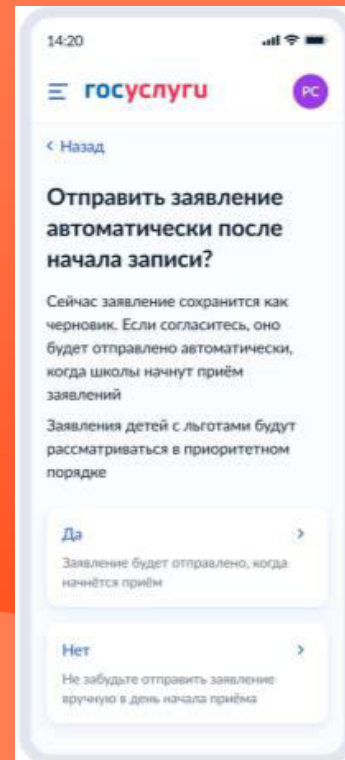 14:20
госуслуги
РС
Назад
Отправить заявление
автоматически после
начала записи?
Сейчас заявление сохранится как
черновик. Если согласитесь, оно
будет отправлено автоматически,
когда школы начнут приём
заявлений
Заявления детей с льготами будут
рассматриваться в приоритетном
порядке
Да
Заявление будет отправлено, когда
начнётся приём
Нет
Не забудьте отправить заявление
вручную в день начала приёма